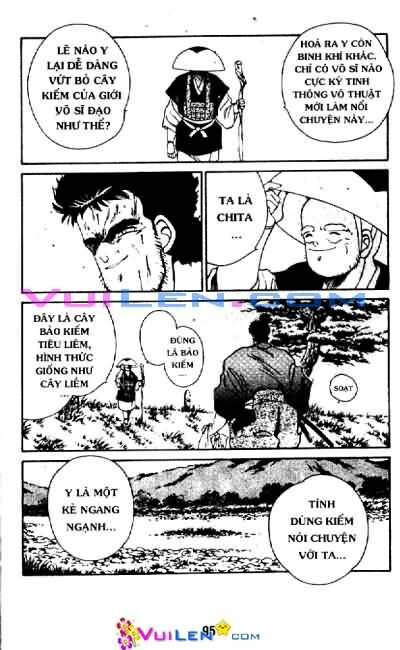 LẼ NÀO Y
LẠI DỄ DÀNG
VỨT BỎ CÂY
KIẾM CỦA GIỚI
VÕ SĨ ĐẠO
NHƯ THẾ?
HOÁ RA Y CÒN
BINH KHÍ KHÁC.
CHỈ CÓ VÕ SĨ NÀO
CỰC KỲ TINH
THÔNG VÕ THUẬT
MỚI LÀM NỔI
CHUYỆN NÀY...
TA LÀ
CHITA
...
VUILEN.COM
ĐÂY LÀ CÂY
BẢO KIẾM
TIÊU LIÊM,
HÌNH THỨC
GIỐNG NHƯ
CÂY LIÊM...
ĐÚNG
LÀ BẢO
KIẾM...
SOẠT
Y LÀ MỘT
KẺ NGANG
NGẠNH...
TÍNH
DÙNG KIẾM
NÓI CHUYỆN
VỚI TA...
95
VUILEN.COM